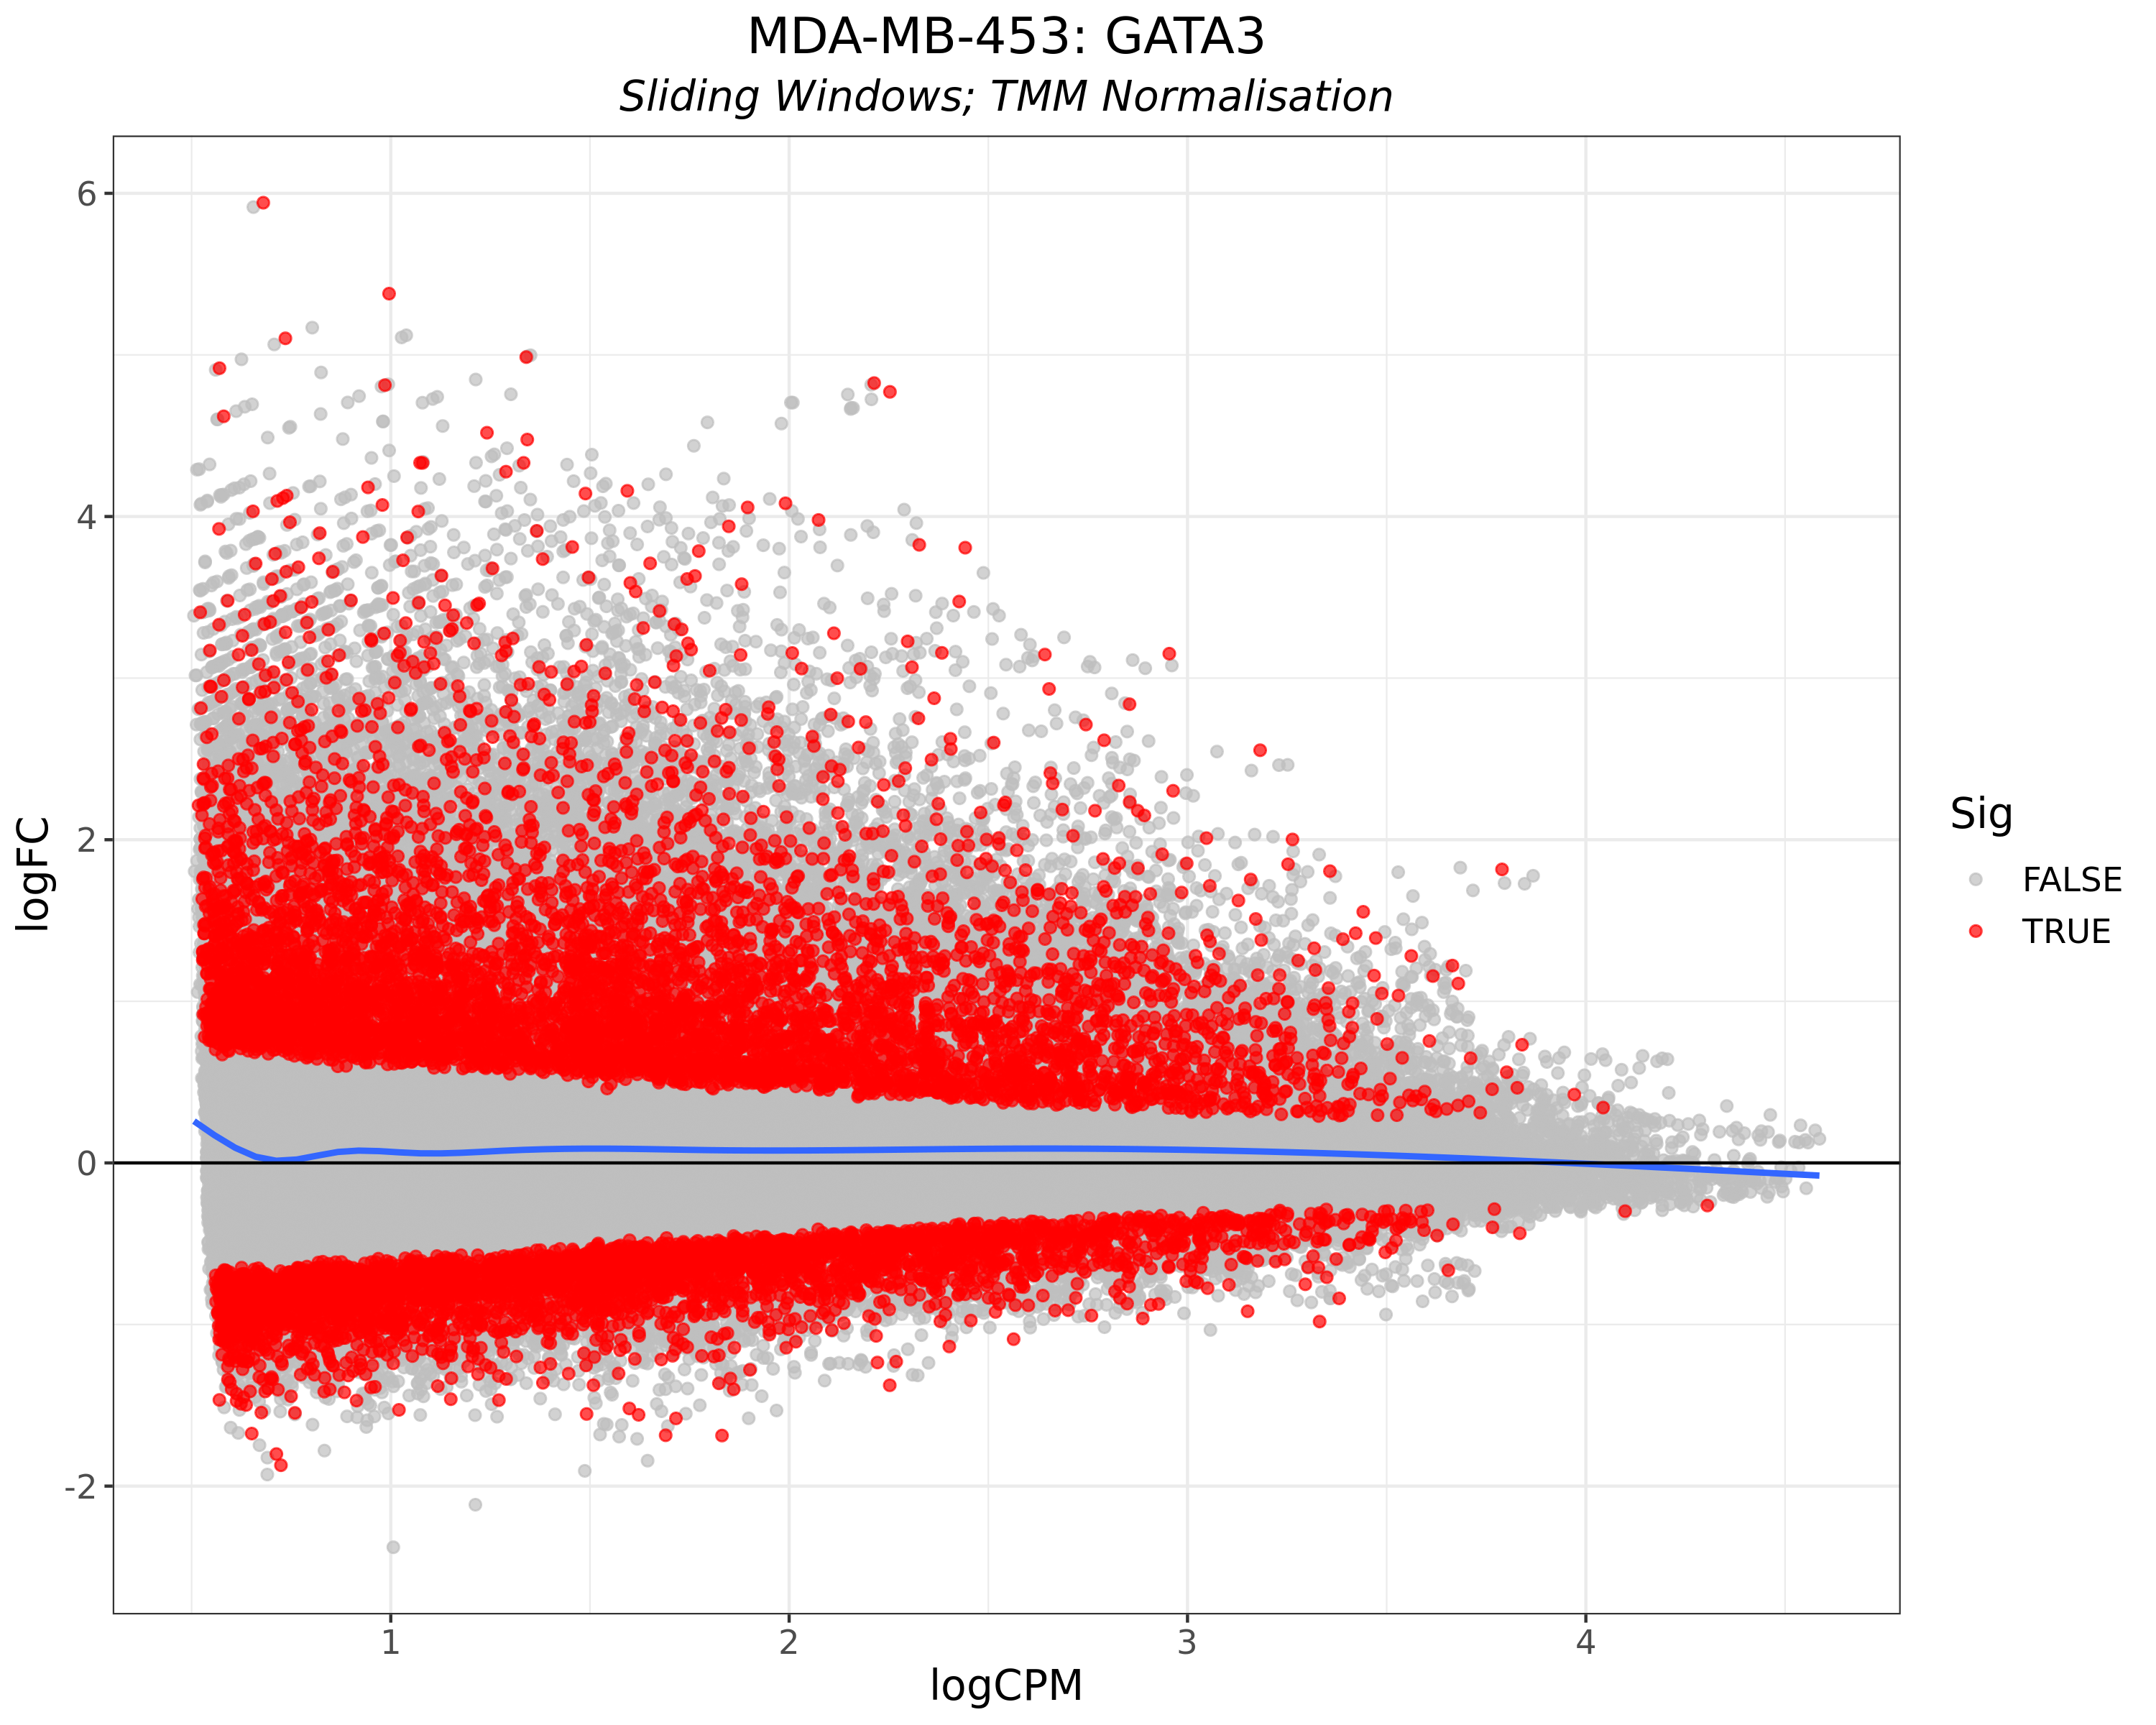 MDA-MB-453: GATA3
Sliding Windows; TMM Normalisation
6
4
2
0
-2
logFC
1
2
3
4
logCPM
Sig
FALSE
TRUE